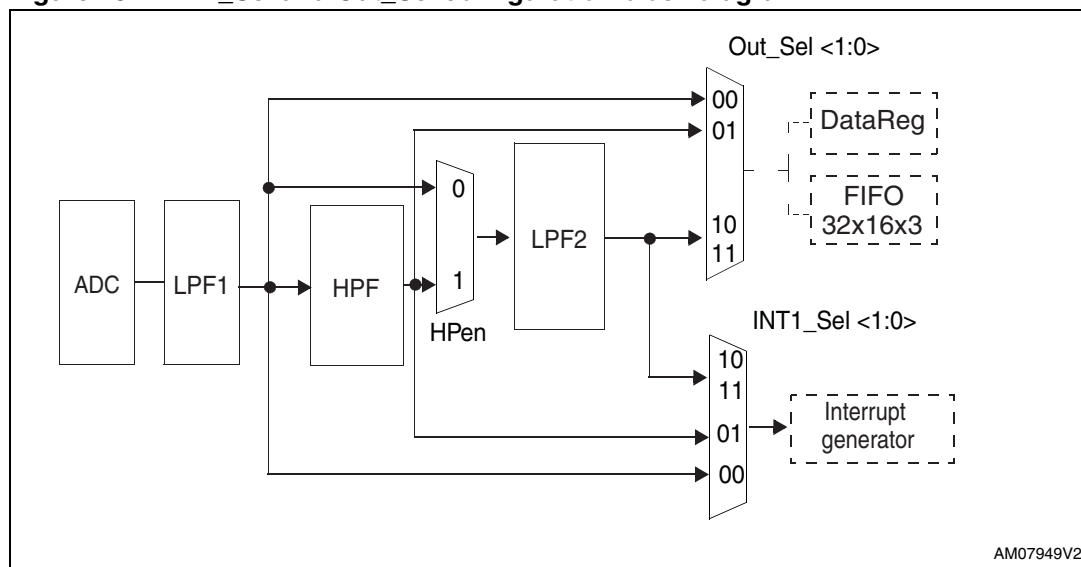 Out_Sel <1:0>
00
01
DataReg
0
FIFO
32x16x3
10
11
LPF2
ADC
LPF1
HPF
1
HPen
INT1_Sel <1:0>
10
11
01
00
Interrupt
generator
AM07949V2